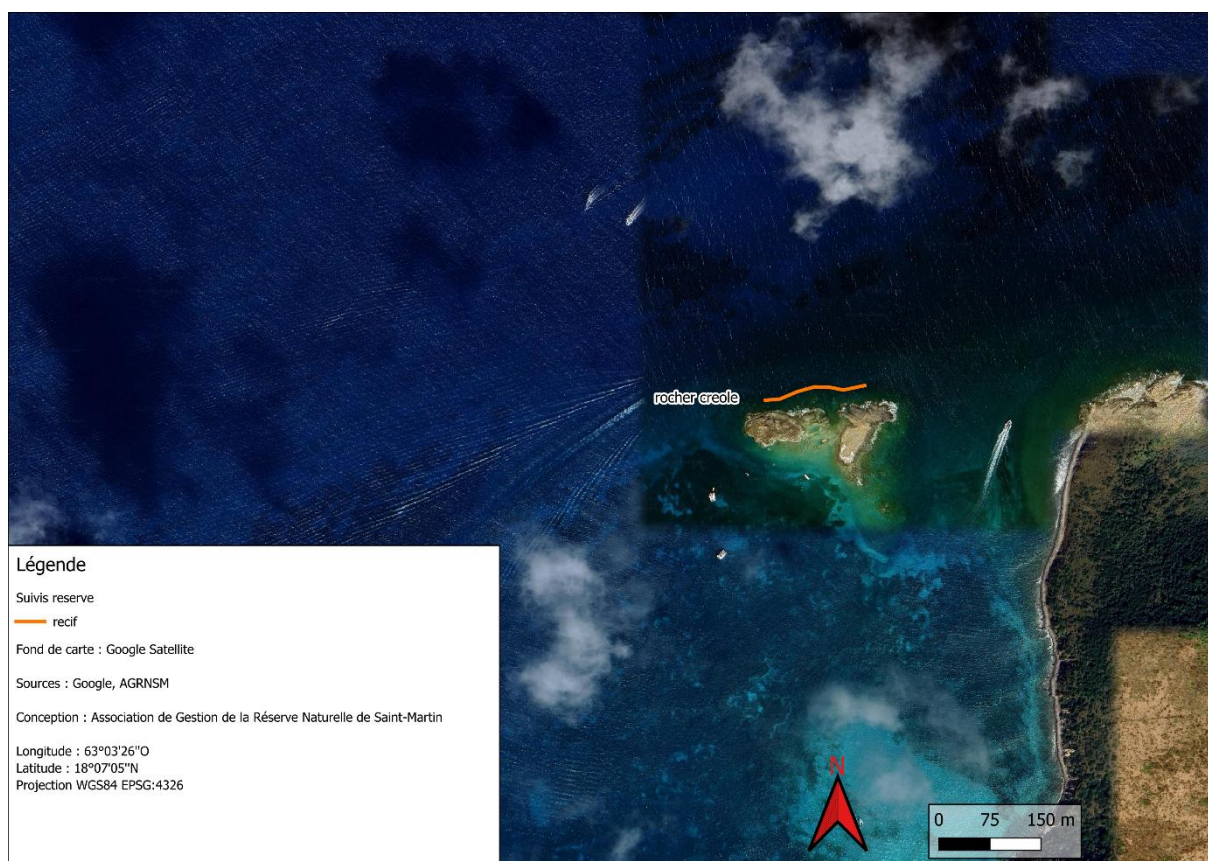 rocher creole
Légende
Suivis reserve
recif
Fond de carte : Google Satellite
Sources : Google, AGRNSM
Conception : Association de Gestion de la Réserve Naturelle de Saint-Martin
Longitude : 63°03'26"O
Latitude : 18°07'05"N
Projection WGS84 EPSG:4326
N
0 75 150 m